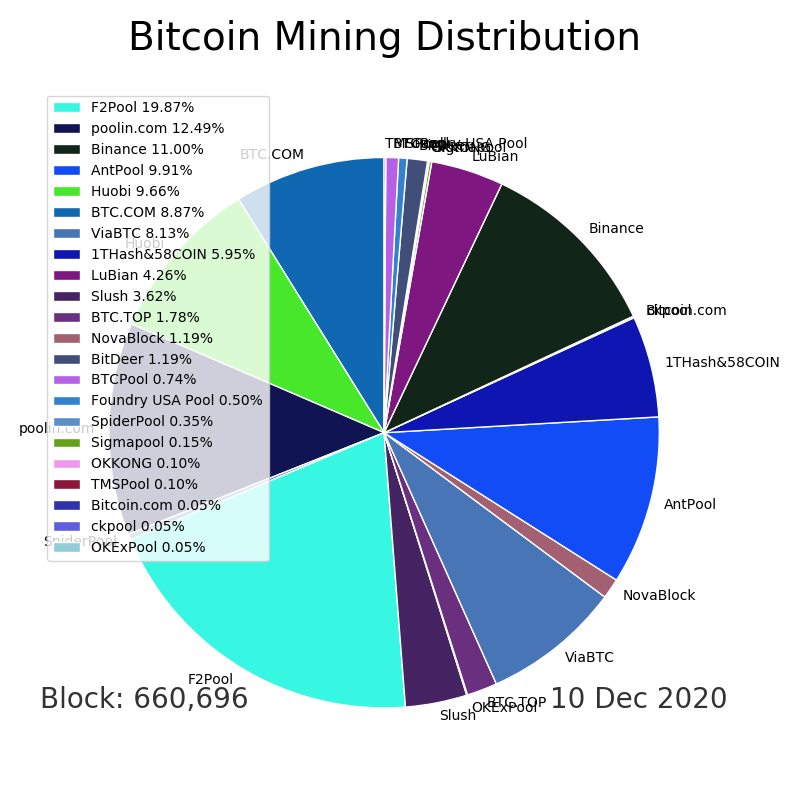 Bitcoin Mining Distribution
F2Pool 19.87%
poolin.com 12.49%
Binance 11.00%
AntPool 9.91%
Huobi 9.66%
BTC.COM 8.87%
ViaBTC 8.13%
1THash&58COIN 5.95%
LuBian 4.26%
Slush 3.62%
BTC.TOP 1.78%
NovaBlock 1.19%
BitDeer 1.19%
BTCPool 0.74%
Foundry USA Pool 0.50%
SpiderPool 0.35%
Sigmapool 0.15%
OKKONG 0.10%
TMSPool 0.10%
Bitcoin.com 0.05%
ckpool 0.05%
OKExPool 0.05%
BTC.COM
Huobi
poolin.com
SpiderPool
F2Pool
Slush
OKExPool
BTC.TOP
ViaBTC
NovaBlock
AntPool
1THash&58COIN
Bitcoin.com
Binance
LuBian
USA Pool
Block: 660,696
10 Dec 2020